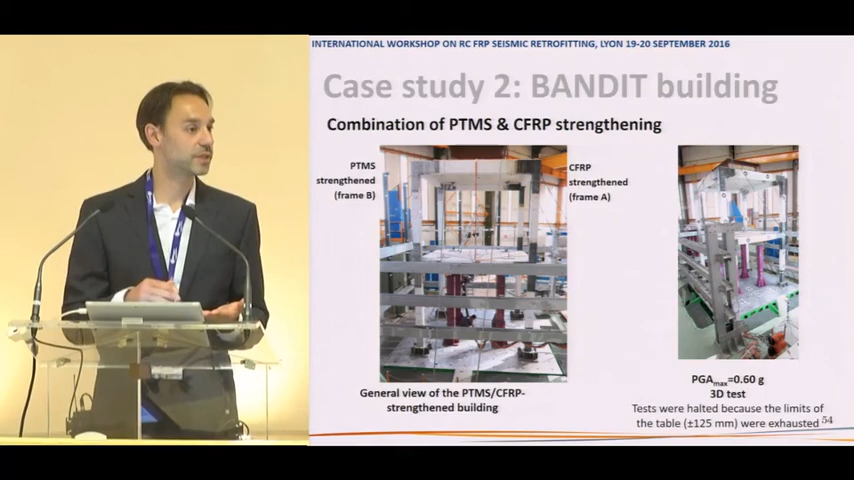 INTERNATIONAL WORKSHOP ON RC FRP SEISMIC RETROFITTING, LYON 19-20 SEPTEMBER 2016
Case study 2: BANDIT building
Combination of PTMS & CFRP strengthening
PTMS
strengthened
(frame B)
CFRP
strengthened
(frame A)
General view of the PTMS/CFRP-
strengthened building
PGAmax=0.60 g
3D test
Tests were halted because the limits of
the table (±125 mm) were exhausted
54